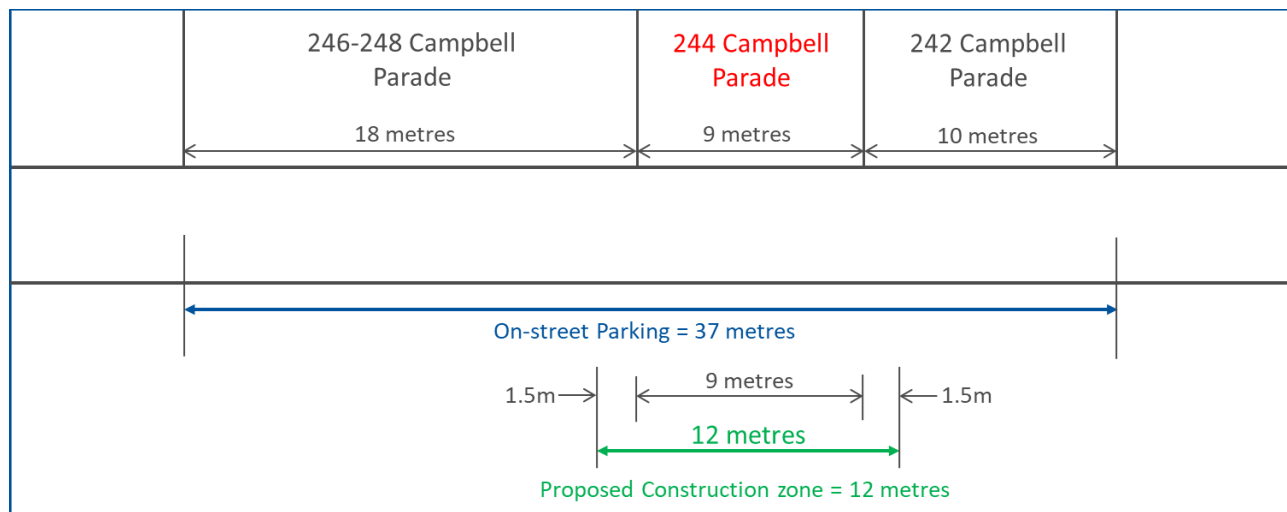 246-248 Campbell
Parade
244 Campbell
Parade
242 Campbell
Parade
18 metres
9 metres
10 metres
On-street Parking = 37 metres
1.5m
9 metres
1.5m
12 metres
Proposed Construction zone = 12 metres